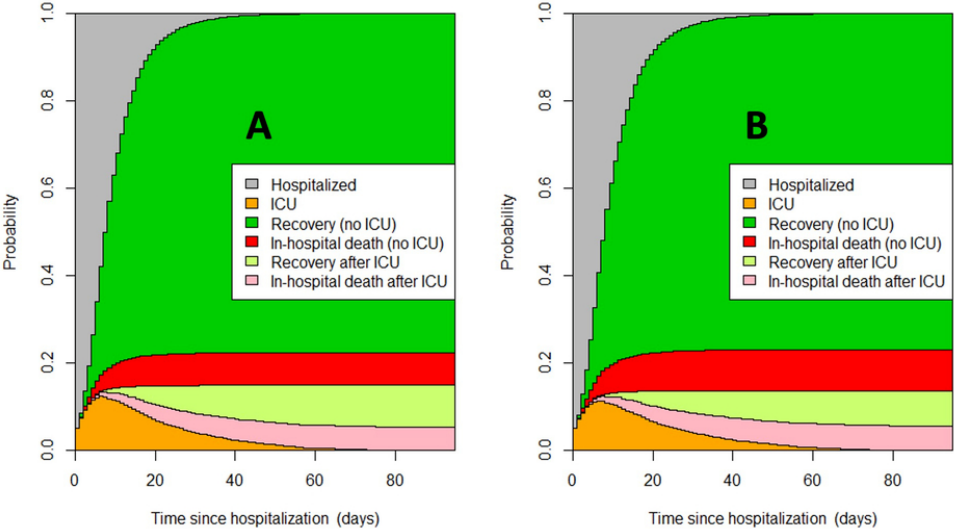 A
Probability
1.0
0.8
0.6
0.4
0.2
0.0
Hospitalized
ICU
Recovery (no ICU)
In-hospital death (no ICU)
Recovery after ICU
In-hospital death after ICU
0 20 40 60 80
Time since hospitalization (days)
B
Probability
1.0
0.8
0.6
0.4
0.2
0.0
Hospitalized
ICU
Recovery (no ICU)
In-hospital death (no ICU)
Recovery after ICU
In-hospital death after ICU
0 20 40 60 80
Time since hospitalization (days)